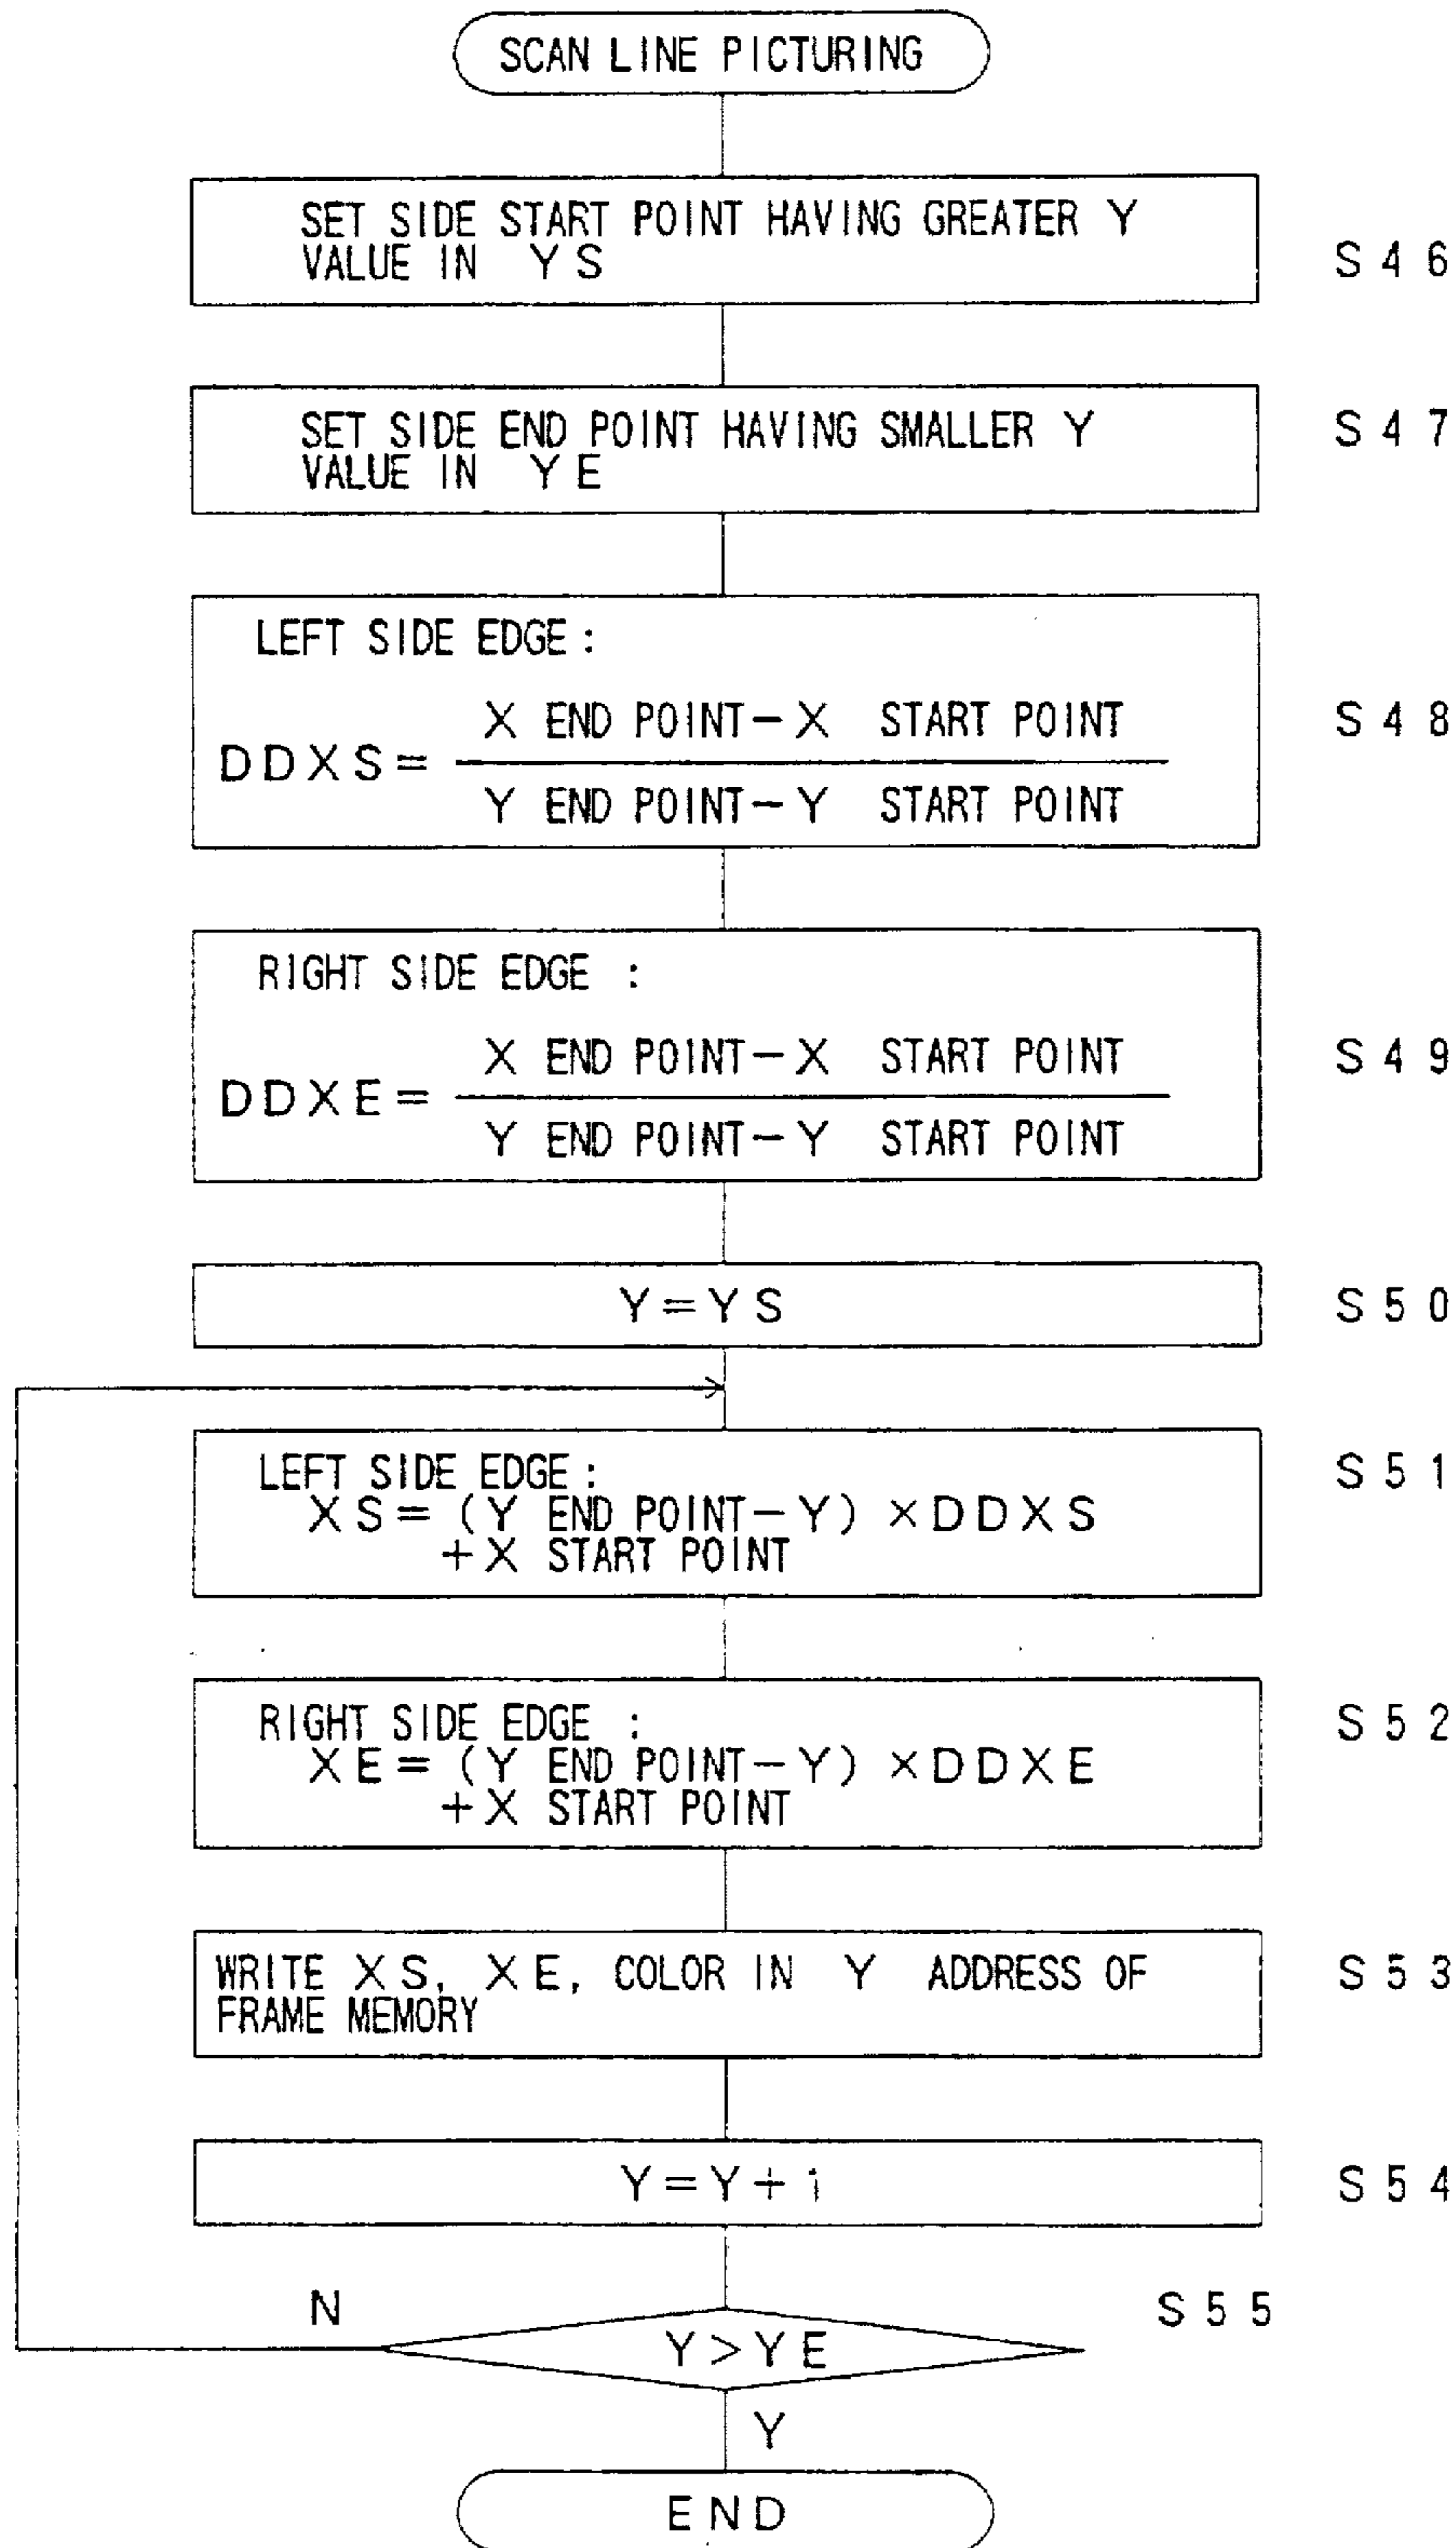 SCAN LINE PICTURING
SET SIDE START POINT HAVING GREATER Y
VALUE IN YS
S46
SET SIDE END POINT HAVING SMALLER Y
VALUE IN YE
S47
LEFT SIDE EDGE:
X END POINT-X START POINT
DDXS=
Y END POINT-Y START POINT
S48
RIGHT SIDE EDGE :
X END POINT-X START POINT
DDXE=
Y END POINT-Y START POINT
S49
Y=YS
S50
LEFT SIDE EDGE:
XS=(Y END POINT-Y)×DDXS
+X START POINT
S51
RIGHT SIDE EDGE :
XE=(Y END POINT-Y)×DDXE
+X START POINT
S52
WRITE XS, XE, COLOR IN Y ADDRESS OF
FRAME MEMORY
S53
Y=Y+1
S54
N
S55
Y>YE
Y
END